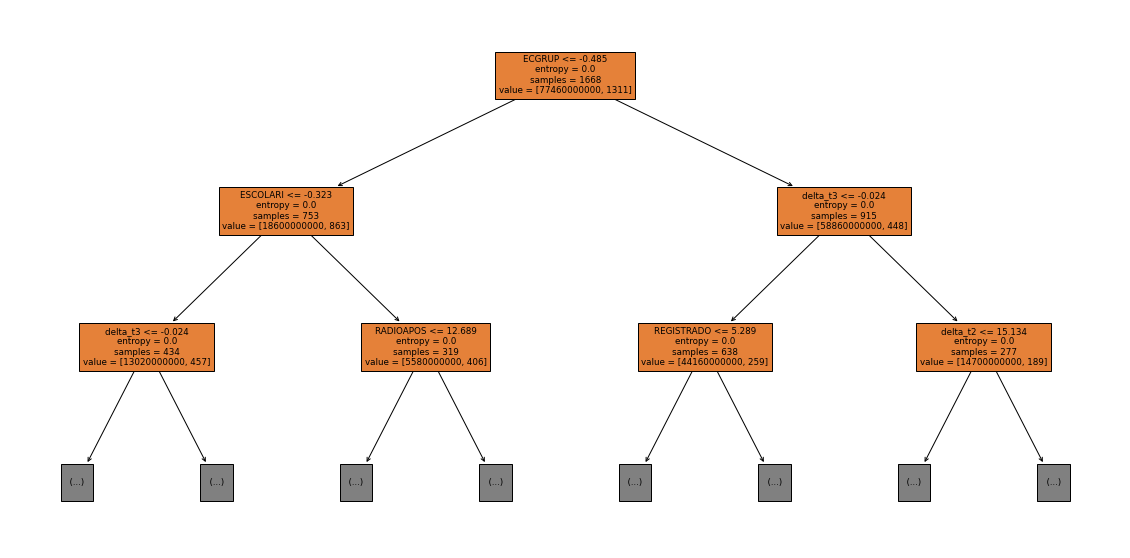 ECGRUP <= -0.485
entropy = 0.0
samples = 1668
value = [77460000000, 1311]
ESCOLARI <= -0.323
entropy = 0.0
samples = 753
value = [18600000000, 863]
delta_t3 <= -0.024
entropy = 0.0
samples = 915
value = [58860000000, 448]
delta_t3 <= -0.024
entropy = 0.0
samples = 434
value = [13020000000, 457]
RADIOAPOS <= 12.689
entropy = 0.0
samples = 319
value = [5580000000, 406]
REGISTRADO <= 5.289
entropy = 0.0
samples = 638
value = [44160000000, 259]
delta_t2 <= 15.134
entropy = 0.0
samples = 277
value = [14700000000, 189]
(...)
(...)
(...)
(...)
(...)
(...)
(...)
(...)